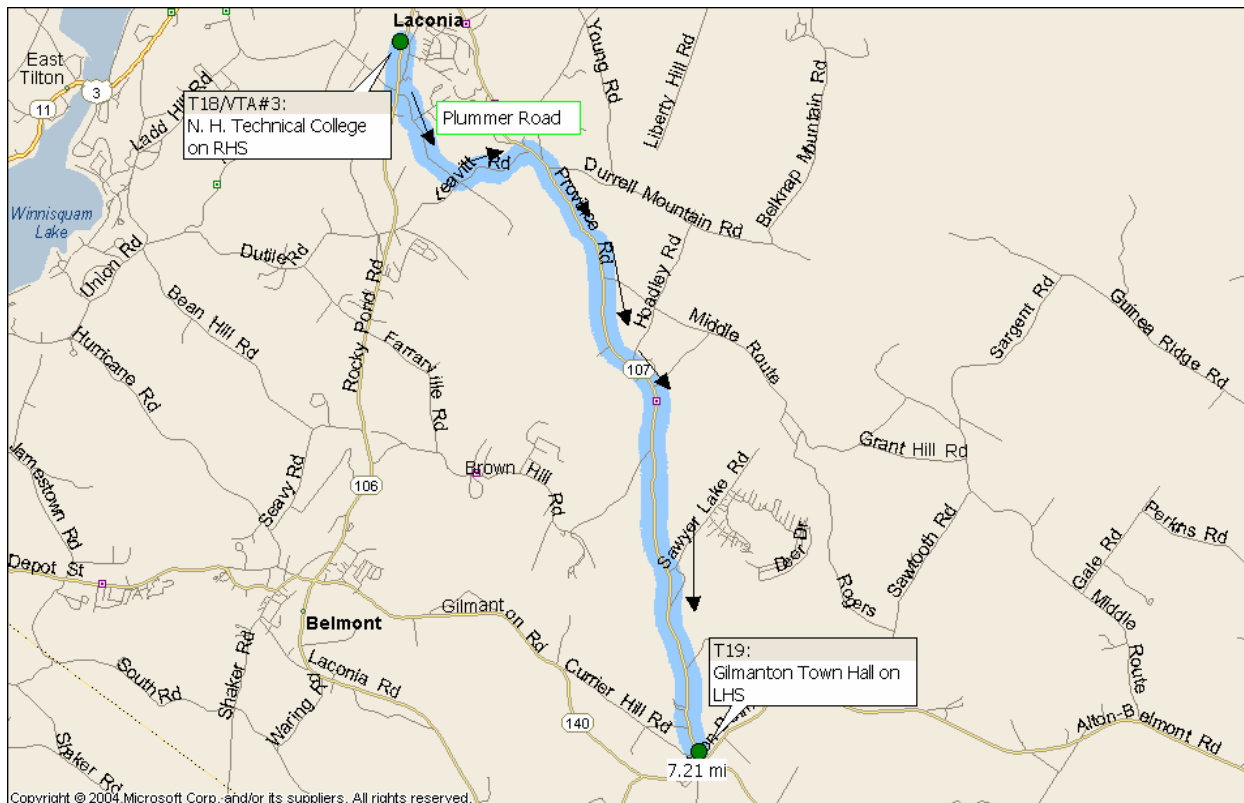 Laconia
East
Tilton
3
11
Ladd Hill Rd
T18/VTA#3:
N. H. Technical College
on RHS
Plummer Road
Young Rd
Liberty Hill Rd
Belknap Mountain Rd
Leavitt Rd
Province Rd
Durrell Mountain Rd
Winnisquam
Lake
Union Rd
Dutile Rd
Bean Hill Rd
Rocky Pond Rd
Hoadley Rd
Middle Route
Sargent Rd
Guinea Ridge Rd
Hurricane Rd
Farrarville Rd
107
Grant Hill Rd
Jamestown Rd
Seavy Rd
106
Brown Hill Rd
Sawyer Lake Rd
Deer Dr
Sawtooth Rd
Perkins Rd
Gale Rd
Depot St
Gilmanton Rd
Rogers
Middle Route
Belmont
Shaker Rd
Laconia Rd
South Rd
Waring R
Currier Hill Rd
T19:
Gilmanton Town Hall on
LHS
140
Alton-Belmont Rd
Shaker Rd
7.21 mi
Copyright © 2004 Microsoft Corp. and/or its suppliers. All rights reserved.